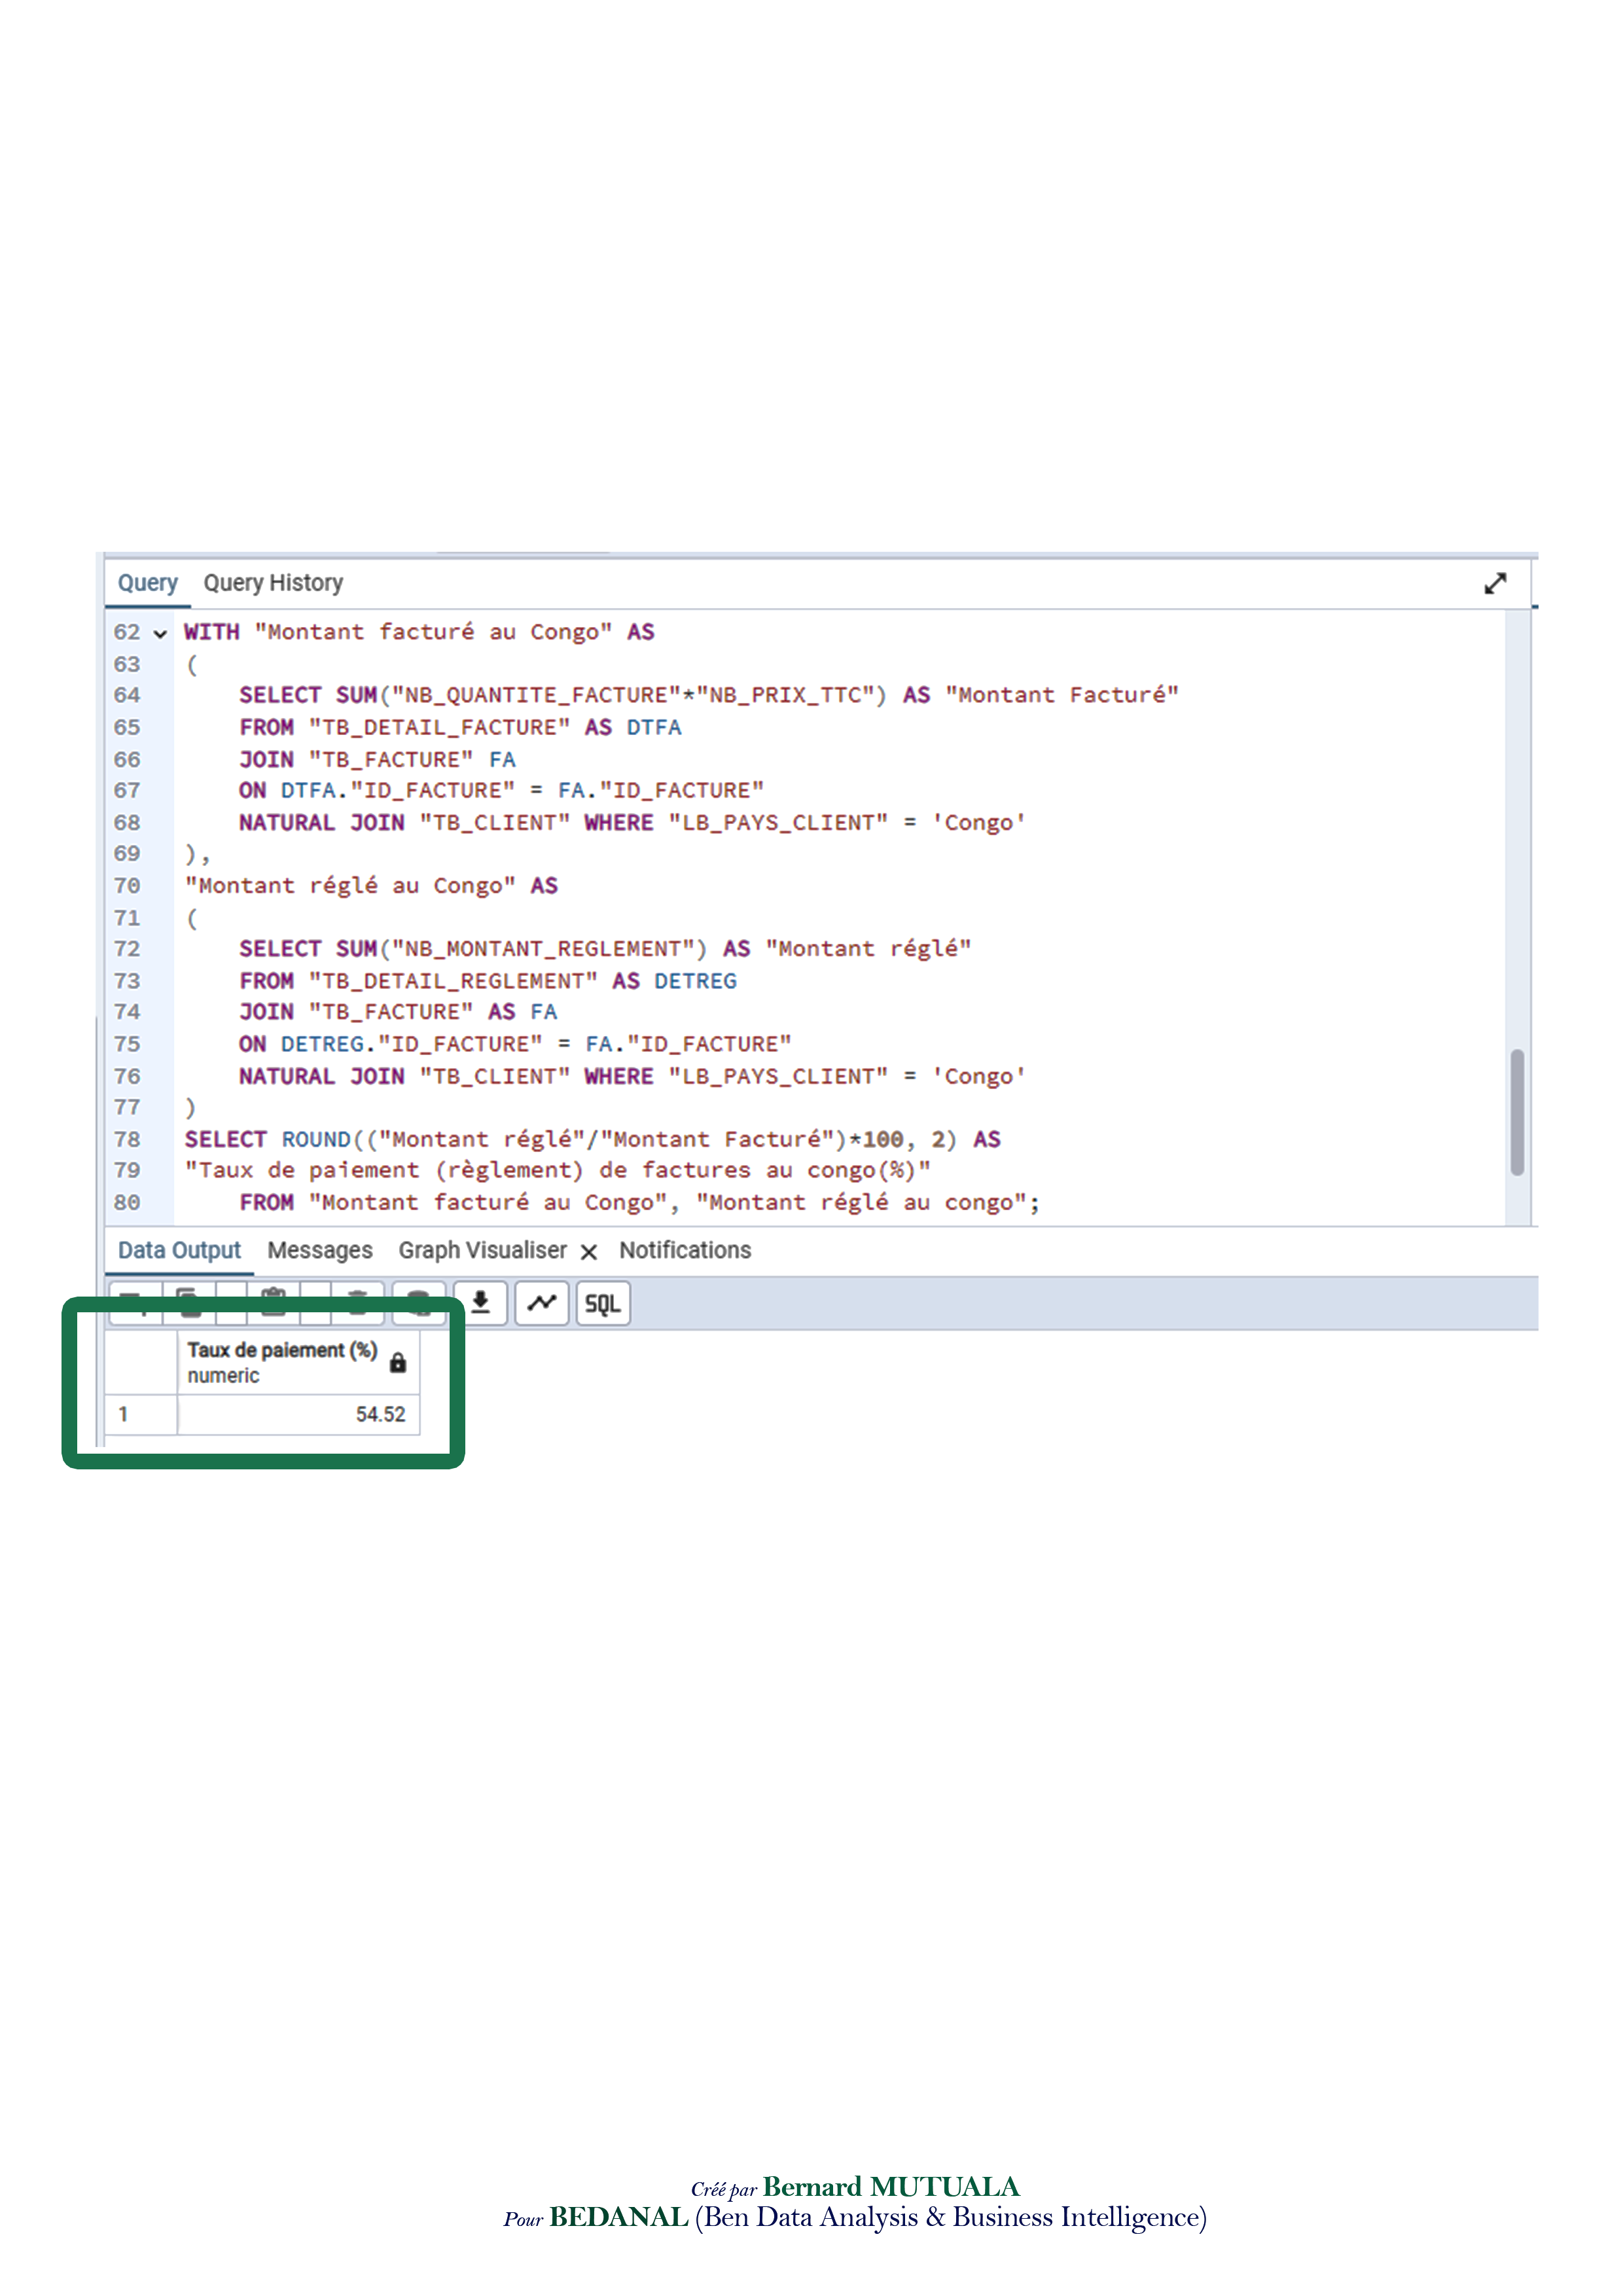 Query Query History
62 WITH "Montant facturé au Congo" AS
63 (
64 SELECT SUM("NB_QUANTITE_FACTURE"*"NB_PRIX_TTC") AS "Montant Facturé"
65 FROM "TB_DETAIL_FACTURE" AS DTFA
66 JOIN "TB_FACTURE" FA
67 ON DTFA."ID_FACTURE" = FA."ID_FACTURE"
68 NATURAL JOIN "TB_CLIENT" WHERE "LB_PAYS_CLIENT" = 'Congo'
69 ),
70 "Montant réglé au Congo" AS
71 (
72 SELECT SUM("NB_MONTANT_REGLEMENT") AS "Montant réglé"
73 FROM "TB_DETAIL_REGLEMENT" AS DETREG
74 JOIN "TB_FACTURE" AS FA
75 ON DETREG."ID_FACTURE" = FA."ID_FACTURE"
76 NATURAL JOIN "TB_CLIENT" WHERE "LB_PAYS_CLIENT" = 'Congo'
77 )
78 SELECT ROUND(("Montant réglé"/"Montant Facturé")*100, 2) AS
79 "Taux de paiement (règlement) de factures au congo(%)"
80 FROM "Montant facturé au Congo", "Montant réglé au congo";
Data Output Messages Graph Visualiser X Notifications
SQL
Taux de paiement (%)
numeric
1 54.52
Créé par Bernard MUTUALA
Pour BEDANAL (Ben Data Analysis & Business Intelligence)